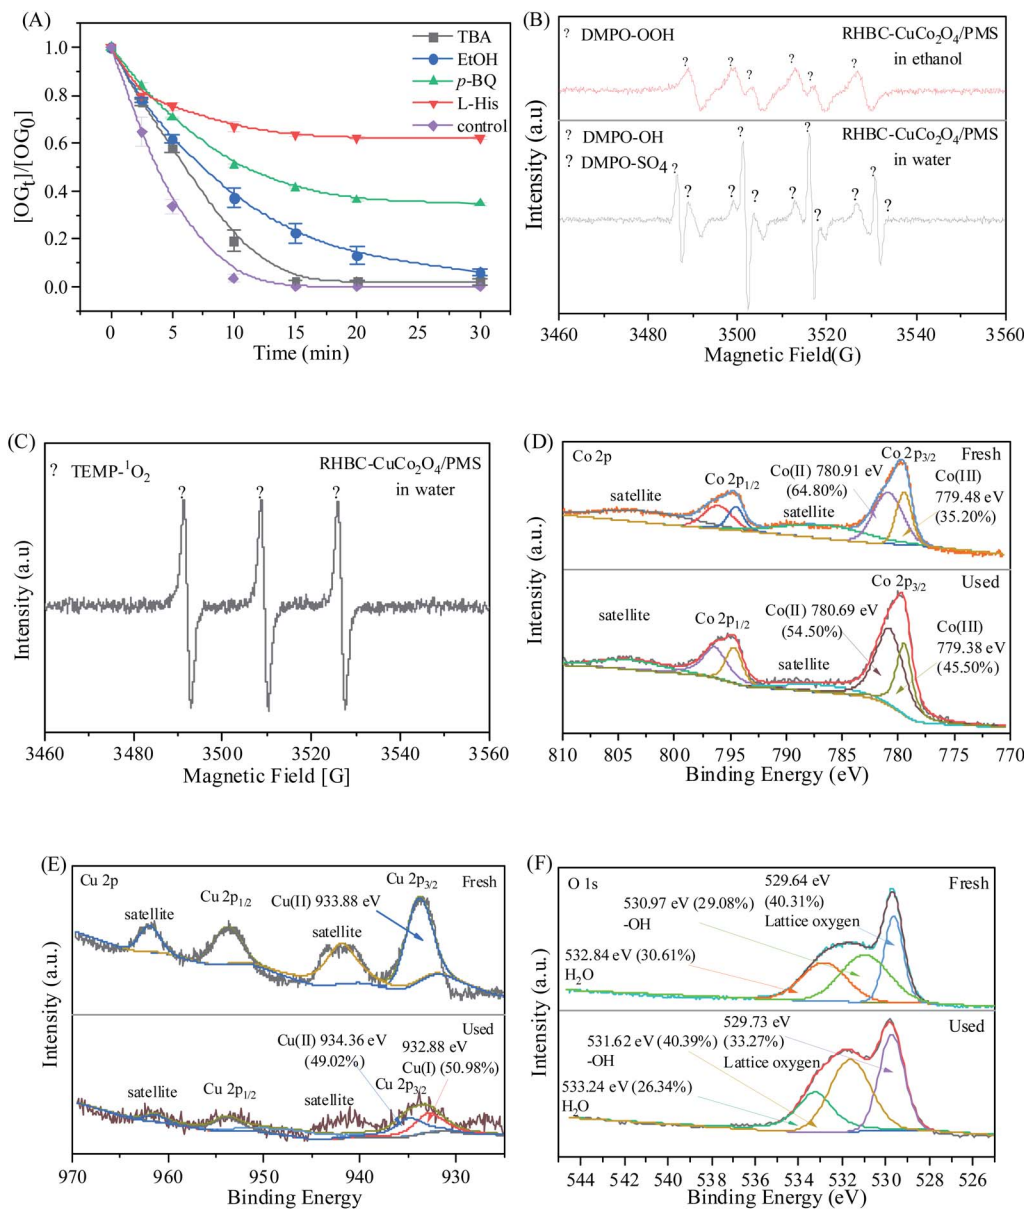 (A)
TBA
EtOH
p-BQ
L-His
control
[OGt]/[OG0]
1.0
0.8
0.6
0.4
0.2
0.0
0 5 10 15 20 25 30
Time (min)
(B)
? DMPO-OOH
RHBC-CuCo2O4/PMS
in ethanol
? ? ? ? ? ?
? DMPO-OH
? DMPO-SO4
RHBC-CuCo2O4/PMS
in water
? ? ? ? ? ? ? ? ? ?
Intensity (a.u)
3460 3480 3500 3520 3540 3560
Magnetic Field(G)
(C)
? TEMP-¹O2
RHBC-CuCo2O4/PMS
in water
? ? ?
Intensity (a.u)
3460 3480 3500 3520 3540 3560
Magnetic Field [G]
(D)
Co 2p
Fresh
satellite
Co 2p1/2
Co(II) 780.91 eV
(64.80%)
satellite
Co 2p3/2
Co(III)
779.48 eV
(35.20%)
Used
satellite
Co 2p1/2
Co(II) 780.69 eV
(54.50%)
satellite
Co 2p3/2
Co(III)
779.38 eV
(45.50%)
Intensity (a.u.)
810 805 800 795 790 785 780 775 770
Binding Energy (eV)
(E)
Cu 2p
Fresh
satellite
Cu 2p1/2
satellite
Cu(II) 933.88 eV
Cu 2p3/2
Used
satellite
Cu 2p1/2
satellite
Cu(II) 934.36 eV
(49.02%)
932.88 eV
Cu(I) (50.98%)
Cu 2p3/2
Intensity (a.u.)
970 960 950 940 930
Binding Energy
(F)
O 1s
Fresh
529.64 eV
(40.31%)
Lattice oxygen
530.97 eV (29.08%)
-OH
532.84 eV (30.61%)
H2O
Used
529.73 eV
(33.27%)
Lattice oxygen
531.62 eV (40.39%)
-OH
533.24 eV (26.34%)
H2O
Intensity (a.u.)
544 542 540 538 536 534 532 530 528 526
Binding Energy (eV)